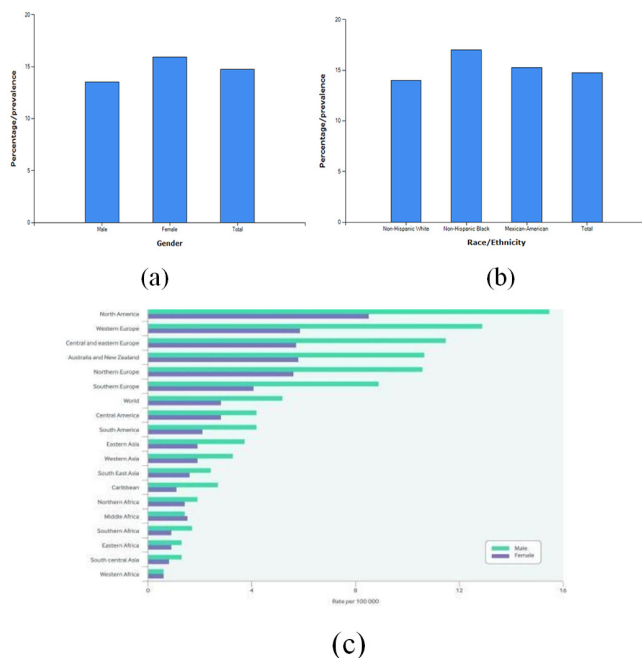 Percentage/prevalence
20
15
10
5
0
Male
Female
Total
Gender
(a)
Percentage/prevalence
20
15
10
5
0
Non-Hispanic White
Non-Hispanic Black
Mexican-American
Total
Race/Ethnicity
(b)
North America
Western Europe
Central and eastern Europe
Australia and New Zealand
Northern Europe
Southern Europe
World
Central America
South America
Eastern Asia
Western Asia
South East Asia
Caribbean
Northern Africa
Middle Africa
Southern Africa
Eastern Africa
South central Asia
Western Africa
Male
Female
0 4 8 12 16
Rate per 100 000
(c)